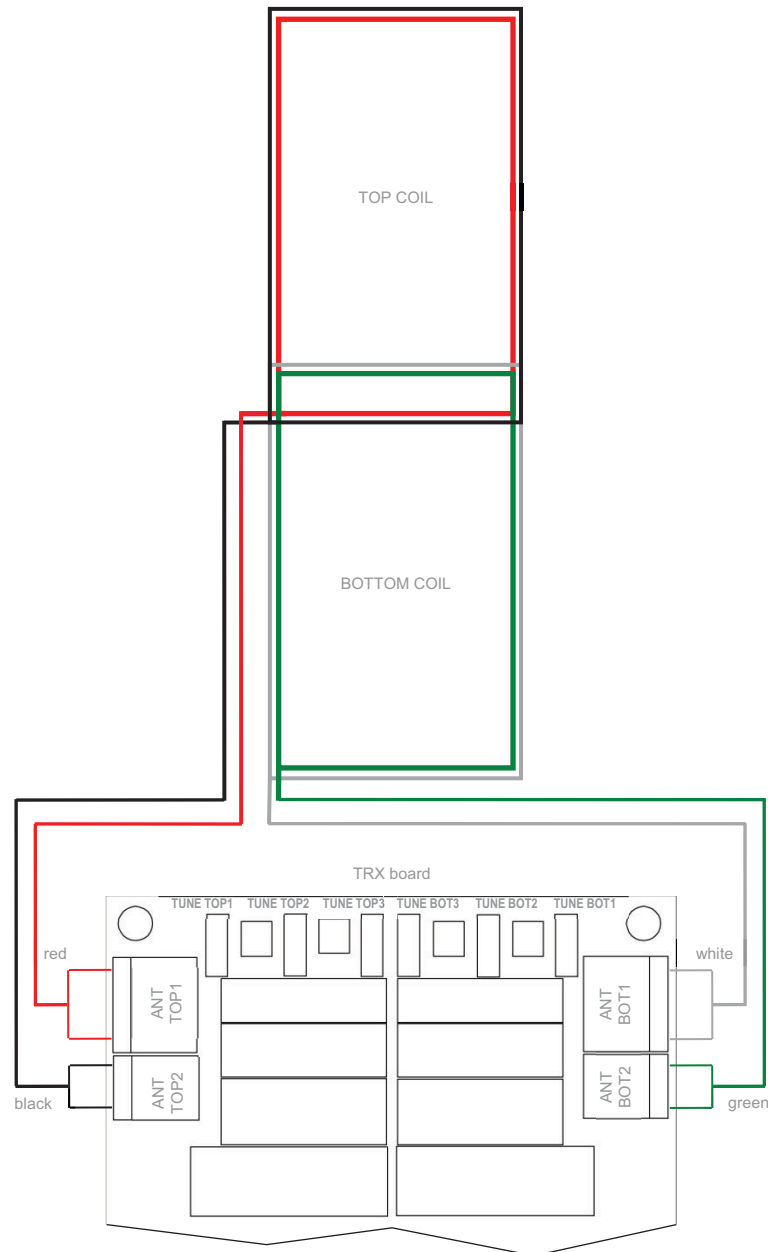 TOP COIL
BOTTOM COIL
TRX board
TUNE TOP1 TUNE TOP2 TUNE TOP3 TUNE BOT3 TUNE BOT2 TUNE BOT1
red
white
ANT
TOP1
ANT
BOT1
ANT
TOP2
ANT
BOT2
black
green